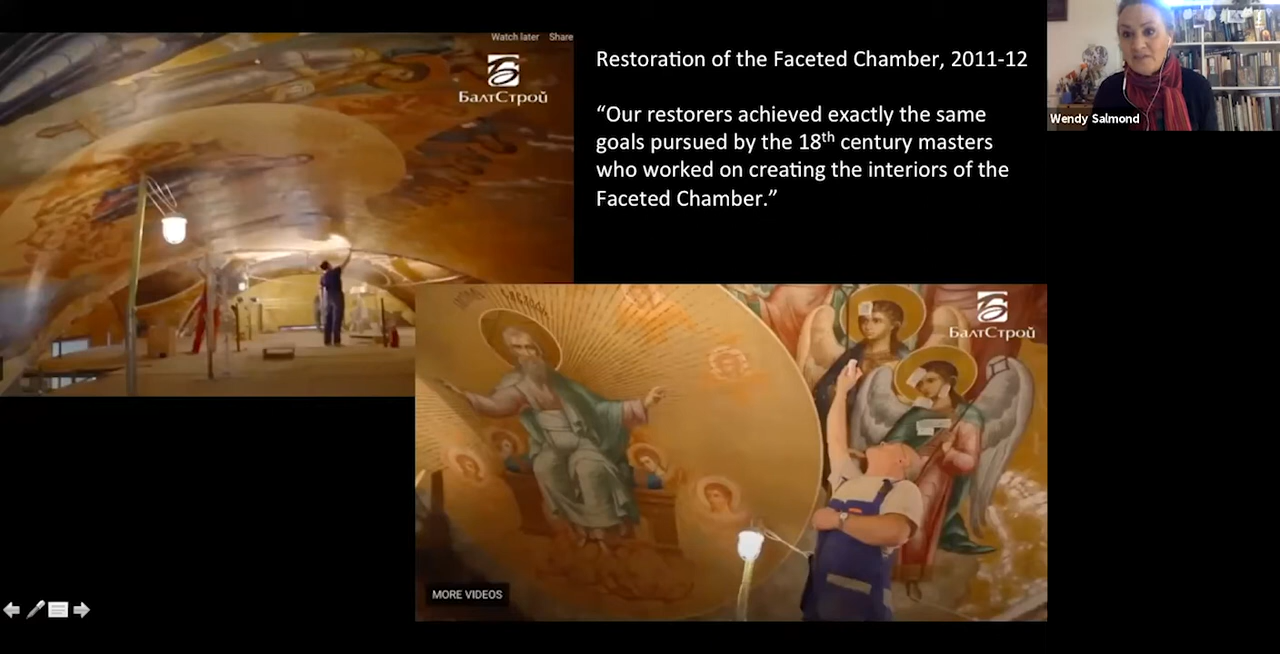 Watch later Share
БалтСтрой
Restoration of the Faceted Chamber, 2011-12
“Our restorers achieved exactly the same
goals pursued by the 18th century masters
who worked on creating the interiors of the
Faceted Chamber.”
Wendy Salmond
БалтСтрой
MORE VIDEOS